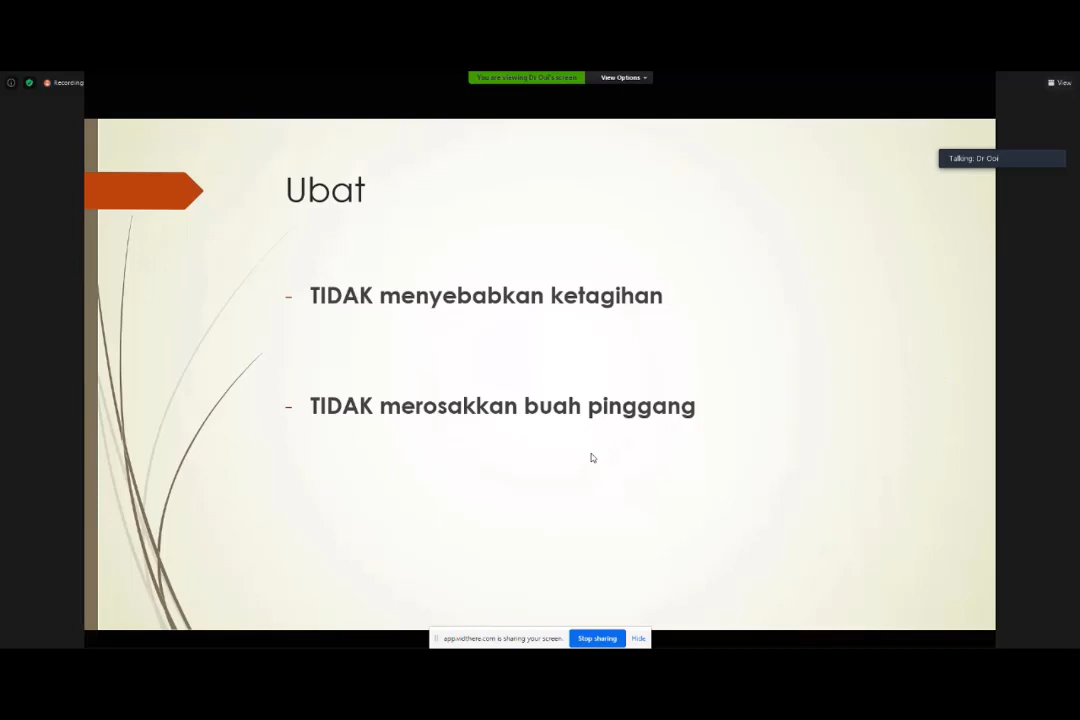 Recording
You are viewing Dr Ooi's screen
View Options
View
Talking: Dr Ooi
Ubat
- TIDAK menyebabkan ketagihan
- TIDAK merosakkan buah pinggang
app.vidthere.com is sharing your screen.
Stop sharing
Hide